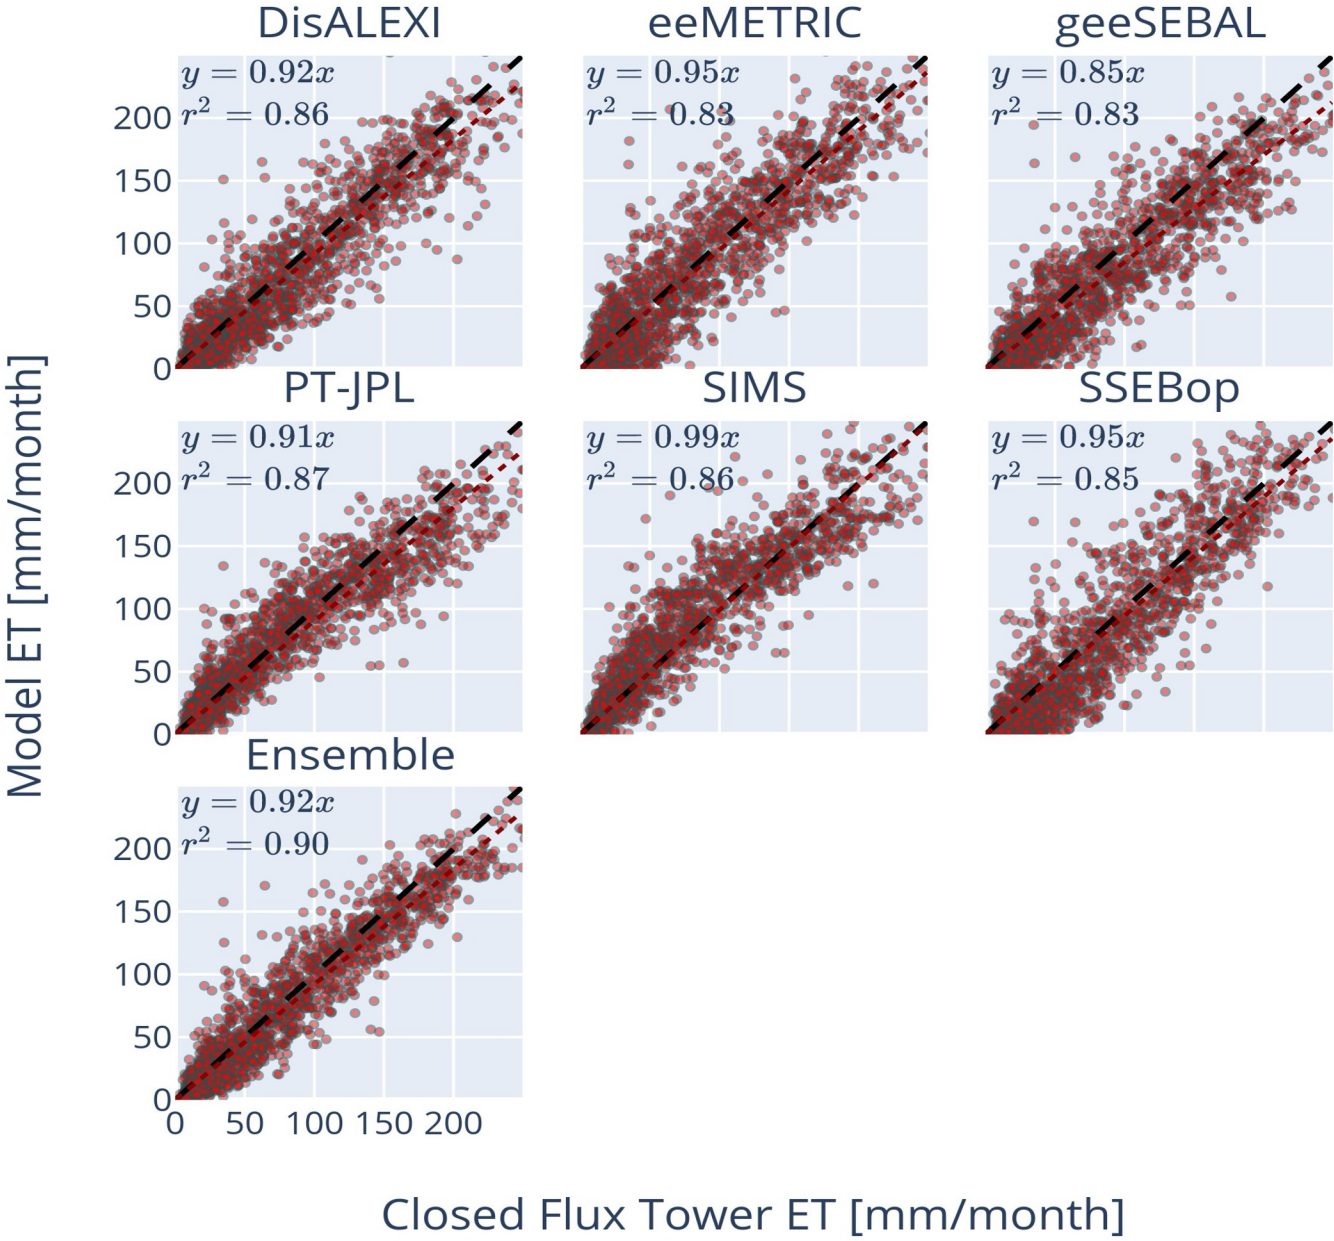 DisALEXI
eeMETRIC
geeSEBAL
y = 0.92x
r² = 0.86
y = 0.95x
r² = 0.83
y = 0.85x
r² = 0.83
200
150
100
50
0
PT-JPL
SIMS
SSEBop
y = 0.91x
r² = 0.87
y = 0.99x
r² = 0.86
y = 0.95x
r² = 0.85
200
150
100
50
0
Model ET [mm/month]
Ensemble
y = 0.92x
r² = 0.90
200
150
100
50
0
0 50 100 150 200
Closed Flux Tower ET [mm/month]